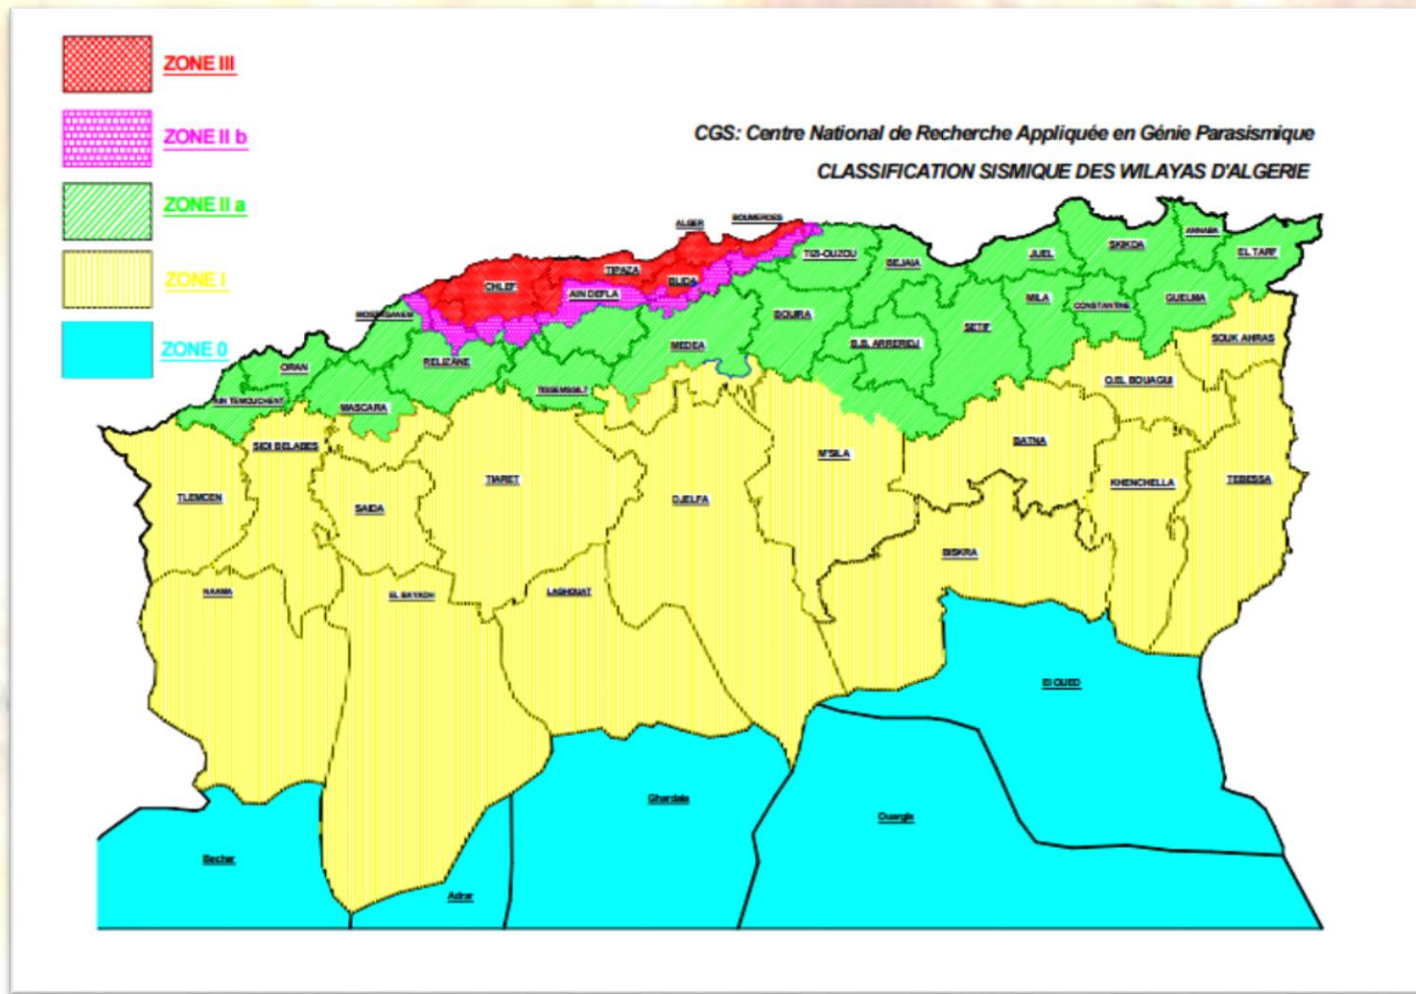 ZONE III
ZONE II b
ZONE II a
ZONE I
ZONE 0
CGS: Centre National de Recherche Appliquée en Génie Parasismique
CLASSIFICATION SISMIQUE DES WILAYAS D'ALGERIE
ALGER
BOUMERDES
TIPAZA
CHLEF
BLIDA
AIN DEFLA
TIZI-OUZOU
BEJAIA
JIJEL
SKIKDA
ANNABA
EL TARF
MILA
CONSTANTINE
GUELMA
MOSTAGANEM
BOUIRA
SETIF
B.B. ARRERIDJ
SOUK AHRAS
MEDEA
RELIZANE
ORAN
TISSEMSSILT
O.EL BOUAGUI
AIN TEMOUCHENT
MASCARA
SIDI BELABES
BATNA
M'SILA
TLEMCEN
SAIDA
TIARET
DJELFA
KHENCHELLA
TEBESSA
BISKRA
NAAMA
EL BAYADH
LAGHOUAT
El OUED
Ghardaia
Ouargla
Bechar
Adrar